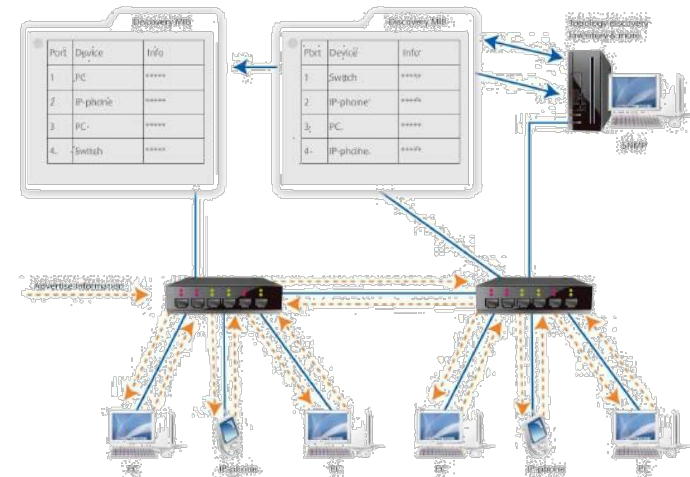 Discovery MIB
Port Device Info
1 PC *****
2 IP-phone *****
3 PC *****
4 Switch *****
Discovery MIB
Port Device Info
1 Switch *****
2 IP-phone *****
3 PC *****
4 IP-phone *****
Topology discovery
Inventory & more
SNMP
Advertise Information
PC
IP-phone
PC
PC
IP-phone
PC